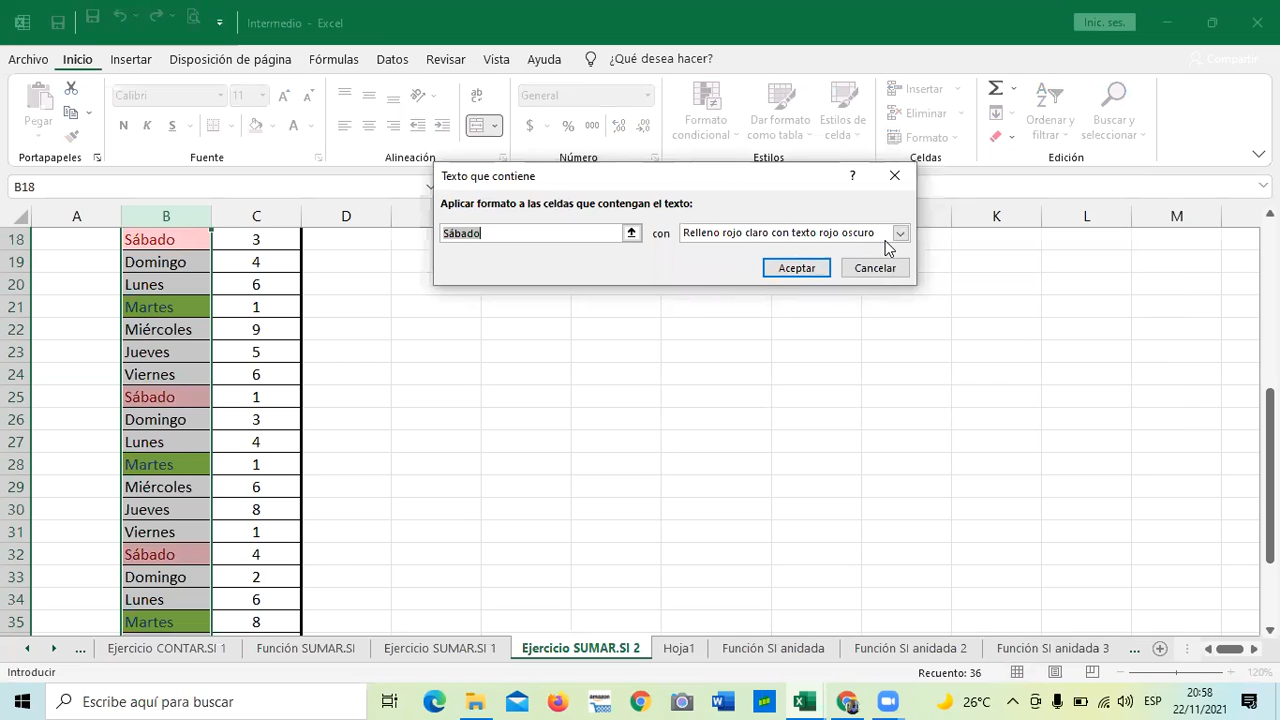 Intermedio - Excel
Inic. ses.
Archivo Inicio Insertar Disposición de página Fórmulas Datos Revisar Vista Ayuda ¿Qué desea hacer? Compartir
Pegar
Calibri 11
N K S
A
ab
General
$ % 000
Formato condicional
Dar formato como tabla
Estilos de celda
Insertar
Eliminar
Formato
Ordenar y filtrar
Buscar y seleccionar
Portapapeles Fuente Alineación Número Estilos Celdas Edición
B18
Texto que contiene ?
Aplicar formato a las celdas que contengan el texto:
Sábado con Relleno rojo claro con texto rojo oscuro
Aceptar Cancelar
A B C D K L M
18 Sábado 3
19 Domingo 4
20 Lunes 6
21 Martes 1
22 Miércoles 9
23 Jueves 5
24 Viernes 6
25 Sábado 1
26 Domingo 3
27 Lunes 4
28 Martes 1
29 Miércoles 6
30 Jueves 8
31 Viernes 1
32 Sábado 4
33 Domingo 2
34 Lunes 6
35 Martes 8
... Ejercicio CONTAR.SI 1 Función SUMAR.SI Ejercicio SUMAR.SI 1 Ejercicio SUMAR.SI 2 Hoja1 Función SI anidada Función SI anidada 2 Función SI anidada 3 ...
Introducir Recuento: 36 120%
Escribe aquí para buscar
amazon
26°C
ESP
20:58
22/11/2021